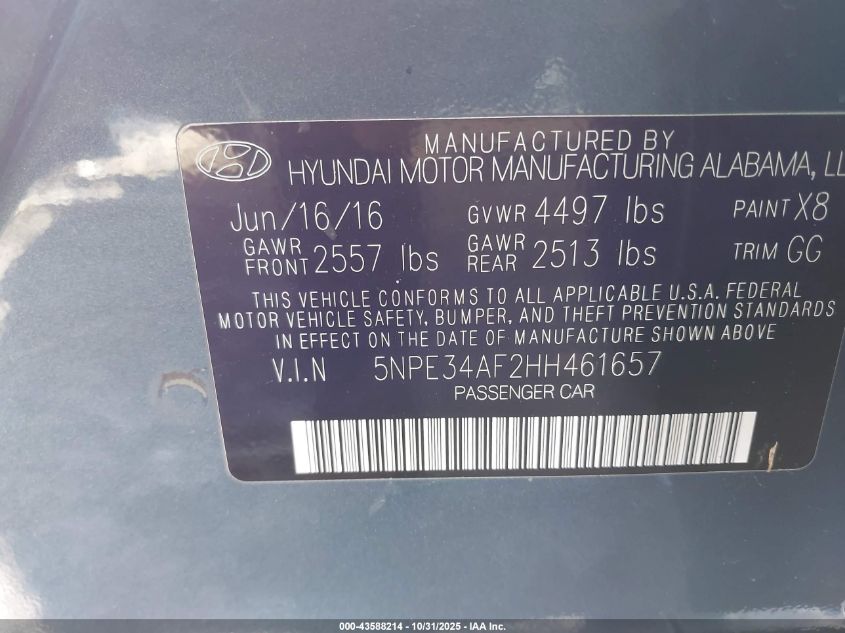 MANUFACTURED BY
HYUNDAI MOTOR MANUFACTURING ALABAMA, LL
Jun/16/16 GVWR 4497 lbs PAINT X8
GAWR FRONT 2557 lbs GAWR REAR 2513 lbs TRIM GG
THIS VEHICLE CONFORMS TO ALL APPLICABLE U.S.A. FEDERAL
MOTOR VEHICLE SAFETY, BUMPER, AND THEFT PREVENTION STANDARDS
IN EFFECT ON THE DATE OF MANUFACTURE SHOWN ABOVE
V.I.N 5NPE34AF2HH461657
PASSENGER CAR
000-43588214 - 10/31/2025 - IAA Inc.